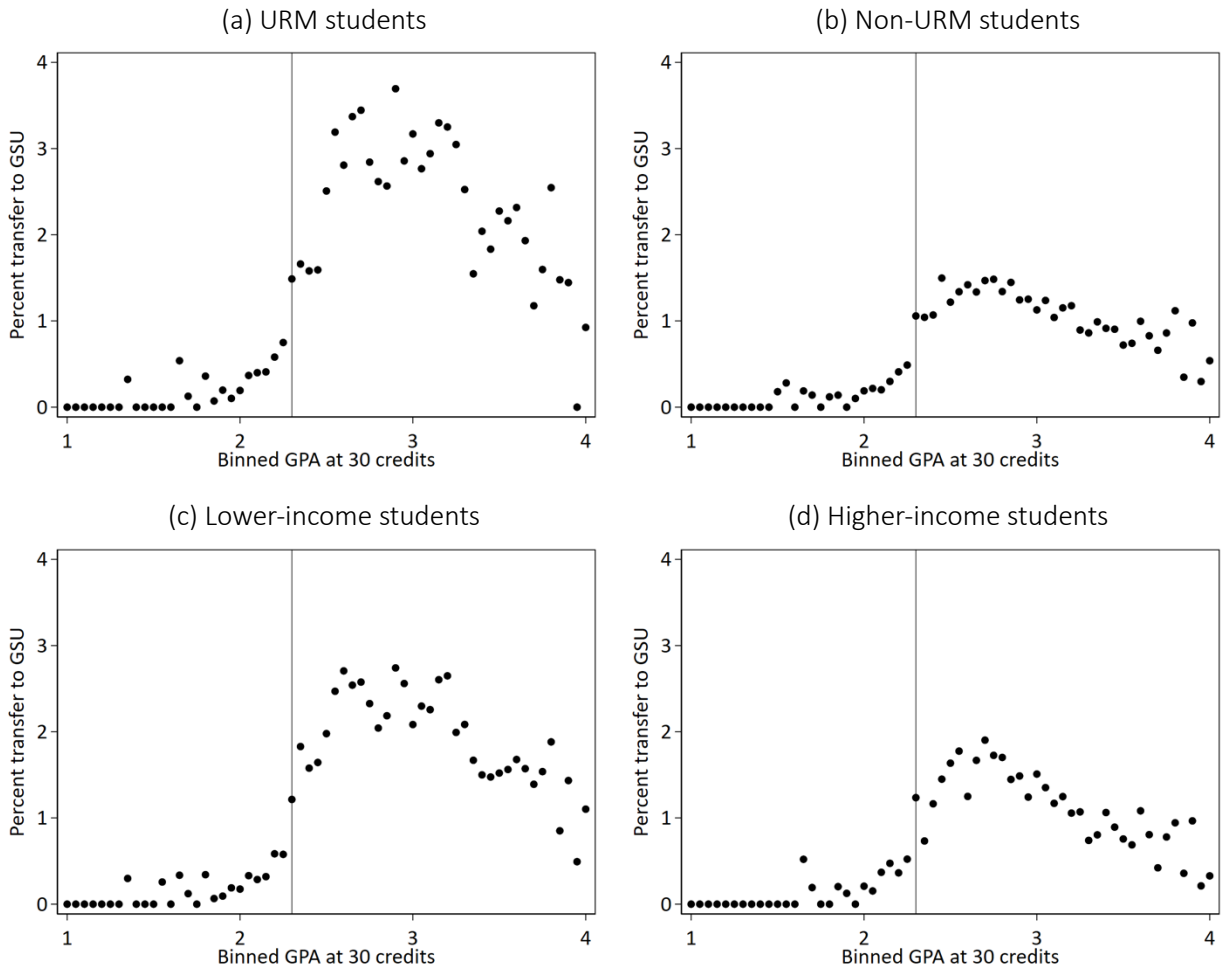 (a) URM students
Percent transfer to GSU
4
3
2
1
0
1 2 3 4
Binned GPA at 30 credits
(b) Non-URM students
Percent transfer to GSU
4
3
2
1
0
1 2 3 4
Binned GPA at 30 credits
(c) Lower-income students
Percent transfer to GSU
4
3
2
1
0
1 2 3 4
Binned GPA at 30 credits
(d) Higher-income students
Percent transfer to GSU
4
3
2
1
0
1 2 3 4
Binned GPA at 30 credits